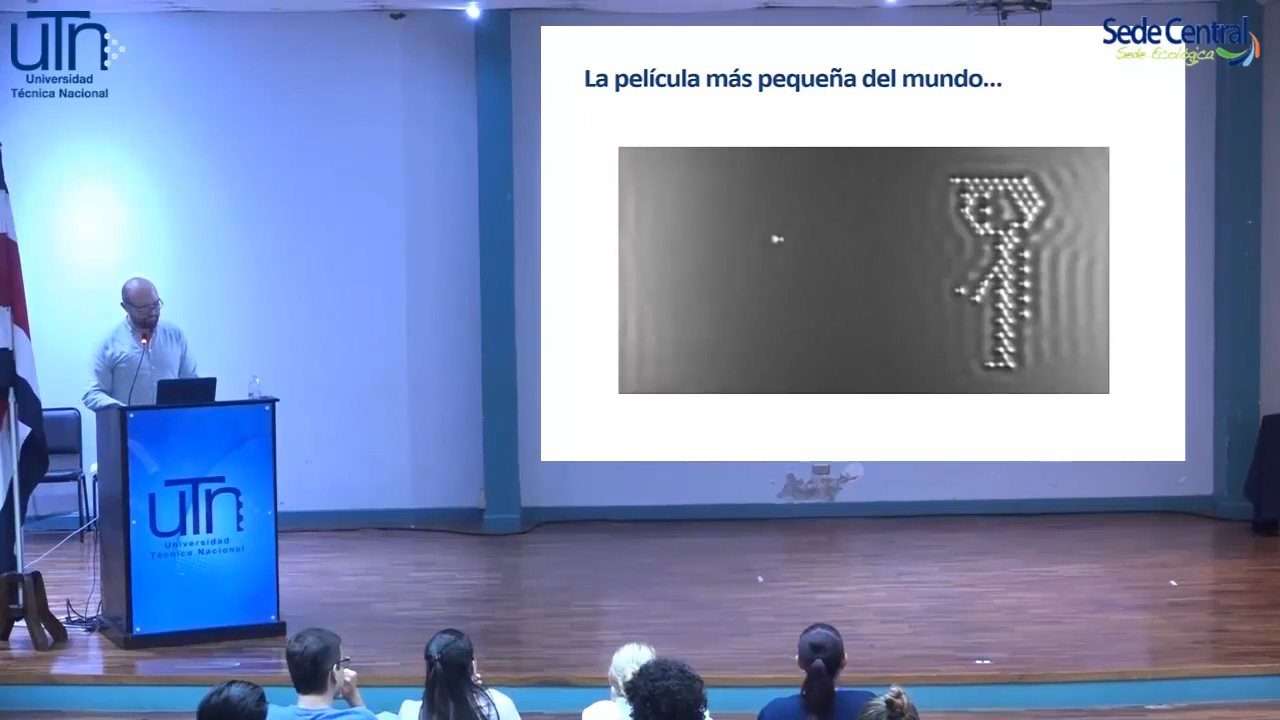 uTn
Universidad
Técnica Nacional
Sede Central
Sede Ecológica
La película más pequeña del mundo...
uTn
Universidad
Técnica Nacional